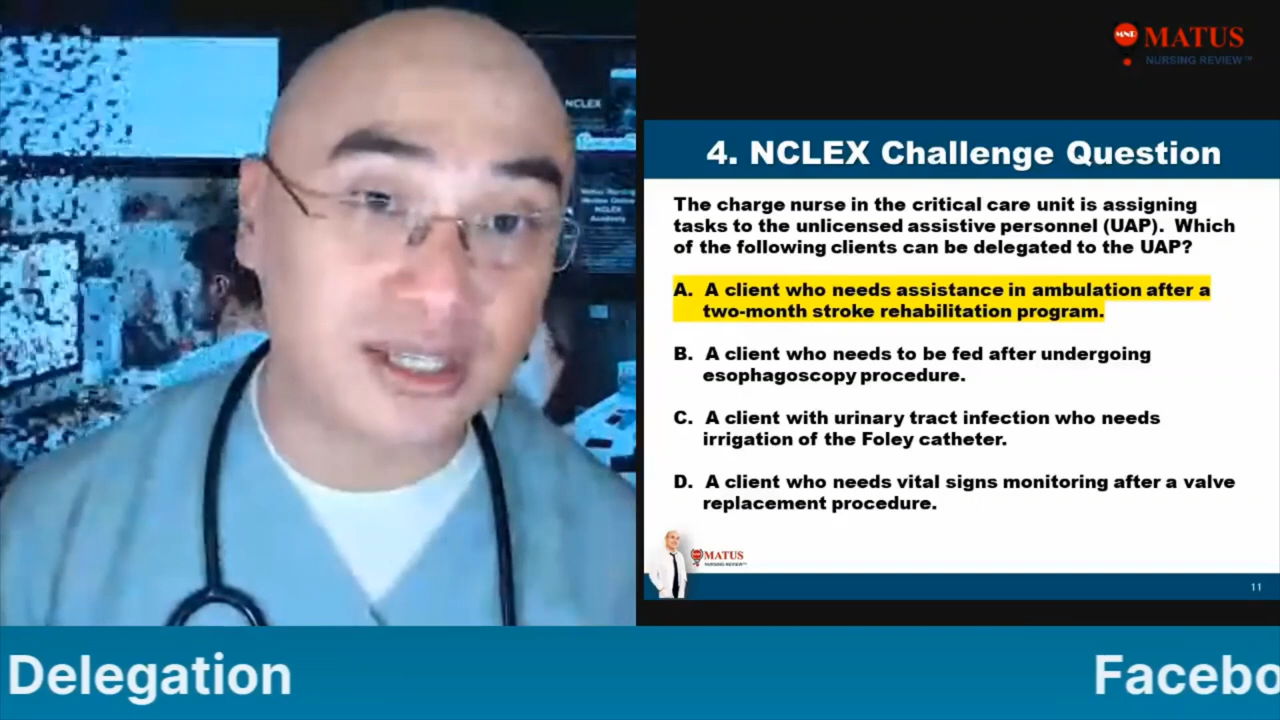 NCLEX
MNR MATUS
NURSING REVIEW™
4. NCLEX Challenge Question
The charge nurse in the critical care unit is assigning
tasks to the unlicensed assistive personnel (UAP). Which
of the following clients can be delegated to the UAP?
A. A client who needs assistance in ambulation after a
two-month stroke rehabilitation program.
B. A client who needs to be fed after undergoing
esophagoscopy procedure.
C. A client with urinary tract infection who needs
irrigation of the Foley catheter.
D. A client who needs vital signs monitoring after a valve
replacement procedure.
MATUS
NURSING REVIEW™
11
Delegation
Facebo